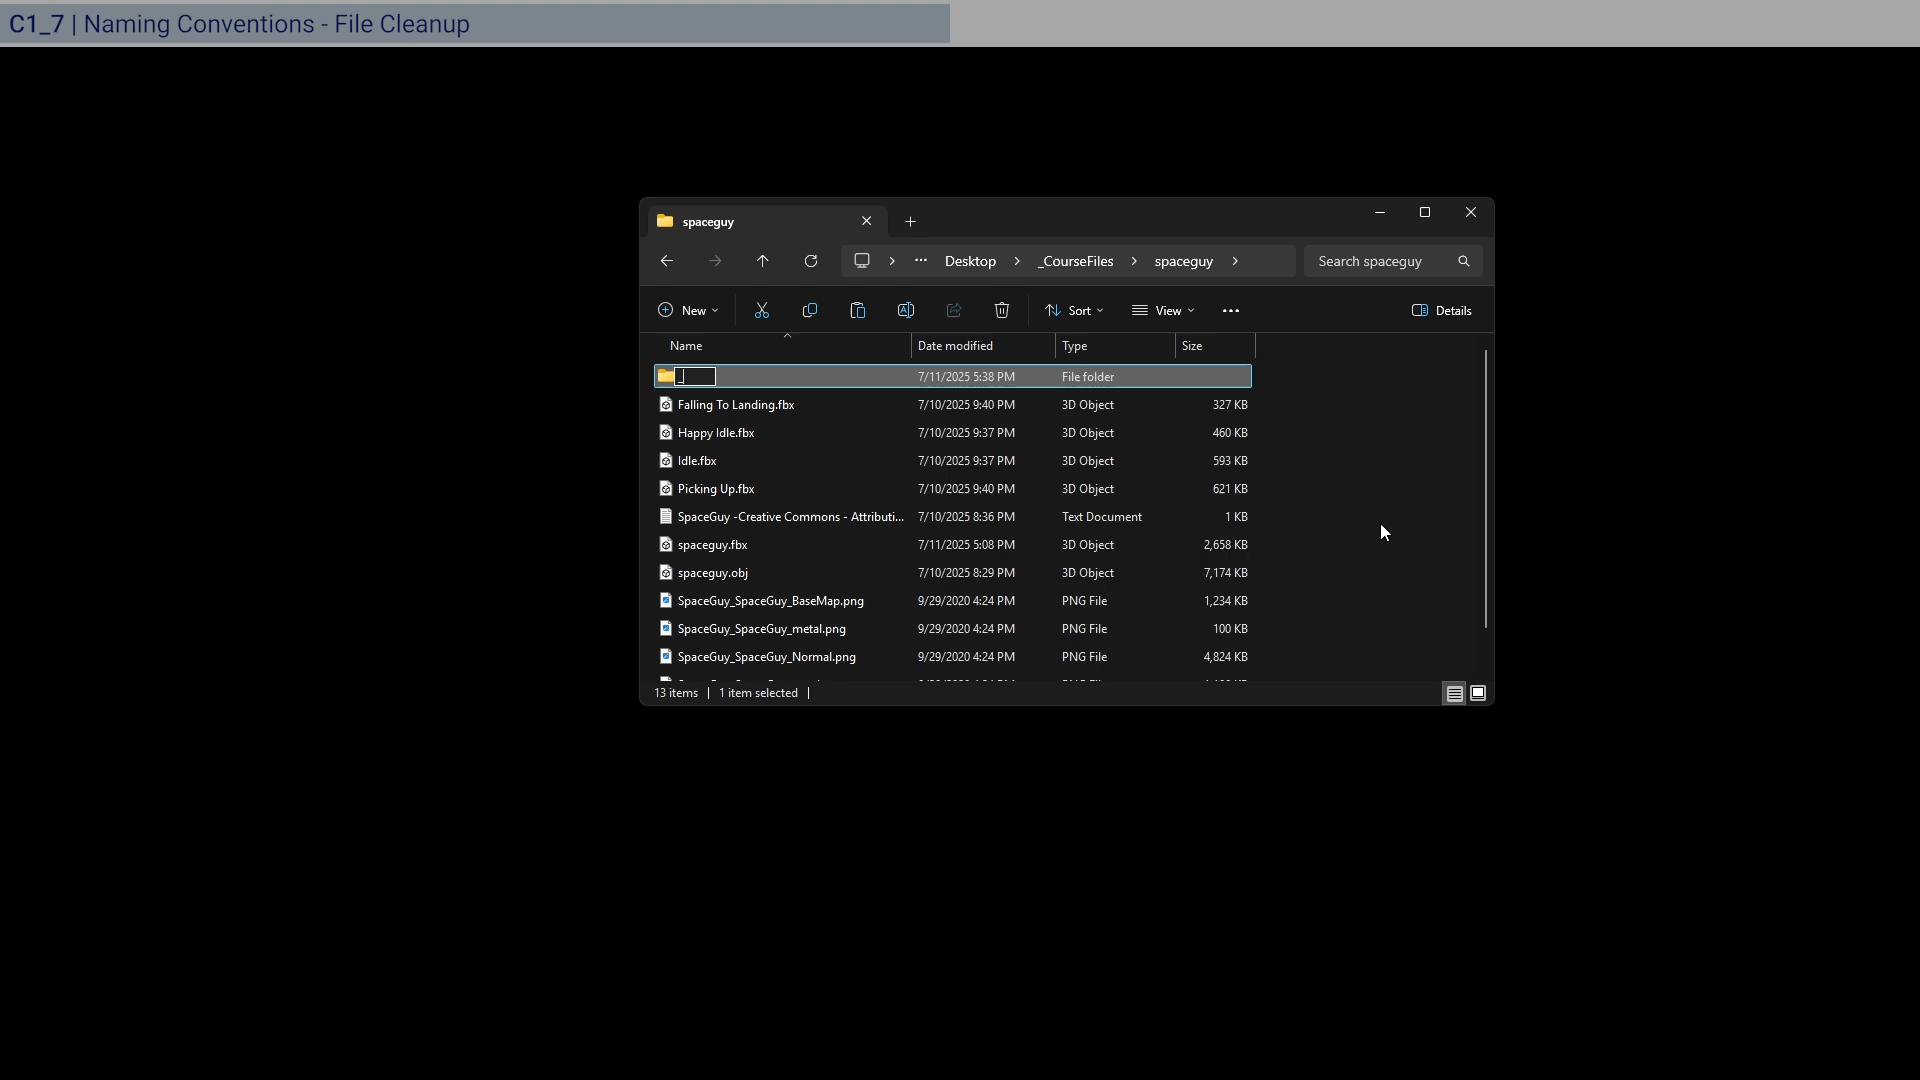 C1_7 | Naming Conventions - File Cleanup
spaceguy
Desktop > _CourseFiles > spaceguy >
Search spaceguy
New
Sort
View
Details
Name Date modified Type Size
_ 7/11/2025 5:38 PM File folder
Falling To Landing.fbx 7/10/2025 9:40 PM 3D Object 327 KB
Happy Idle.fbx 7/10/2025 9:37 PM 3D Object 460 KB
Idle.fbx 7/10/2025 9:37 PM 3D Object 593 KB
Picking Up.fbx 7/10/2025 9:40 PM 3D Object 621 KB
SpaceGuy -Creative Commons - Attributi... 7/10/2025 8:36 PM Text Document 1 KB
spaceguy.fbx 7/11/2025 5:08 PM 3D Object 2,658 KB
spaceguy.obj 7/10/2025 8:29 PM 3D Object 7,174 KB
SpaceGuy_SpaceGuy_BaseMap.png 9/29/2020 4:24 PM PNG File 1,234 KB
SpaceGuy_SpaceGuy_metal.png 9/29/2020 4:24 PM PNG File 100 KB
SpaceGuy_SpaceGuy_Normal.png 9/29/2020 4:24 PM PNG File 4,824 KB
13 items | 1 item selected |